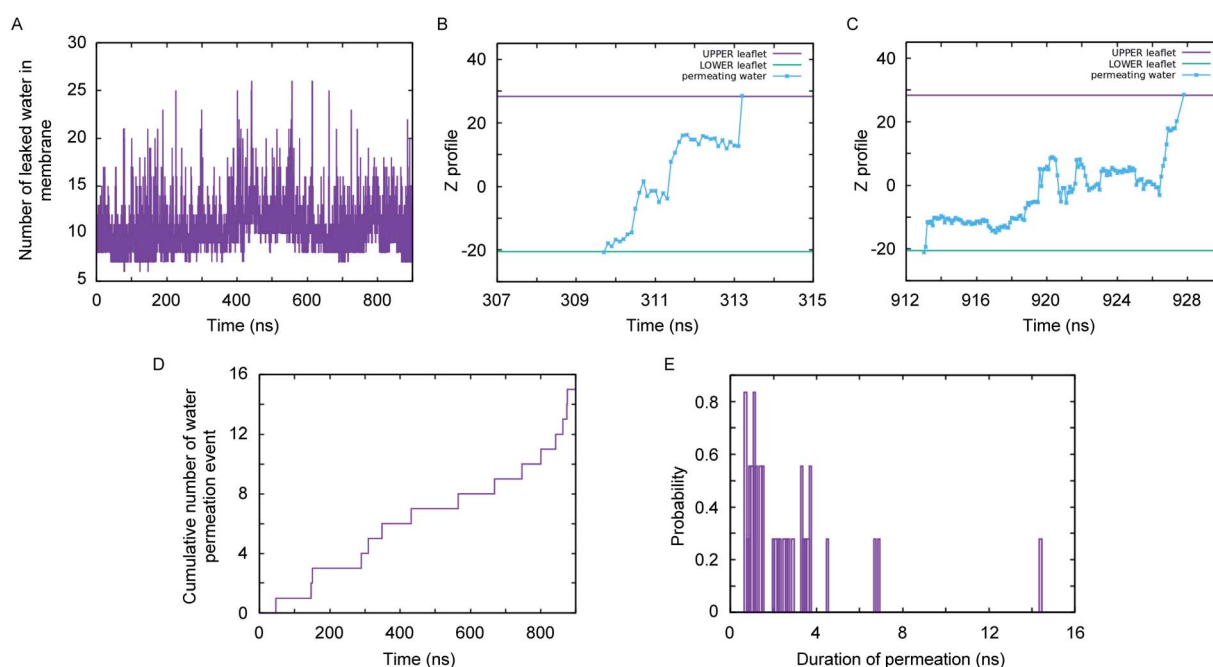 A
Number of leaked water in
membrane
30
25
20
15
10
5
0
200
400
600
800
Time (ns)
B
Z profile
40
20
0
-20
UPPER leaflet
LOWER leaflet
permeating water
307
309
311
313
315
Time (ns)
C
Z profile
40
20
0
-20
UPPER leaflet
LOWER leaflet
permeating water
912
916
920
924
928
Time (ns)
D
Cumulative number of water
permeation event
16
12
8
4
0
0
200
400
600
800
Time (ns)
E
Probability
0.8
0.6
0.4
0.2
0
0
4
8
12
16
Duration of permeation (ns)